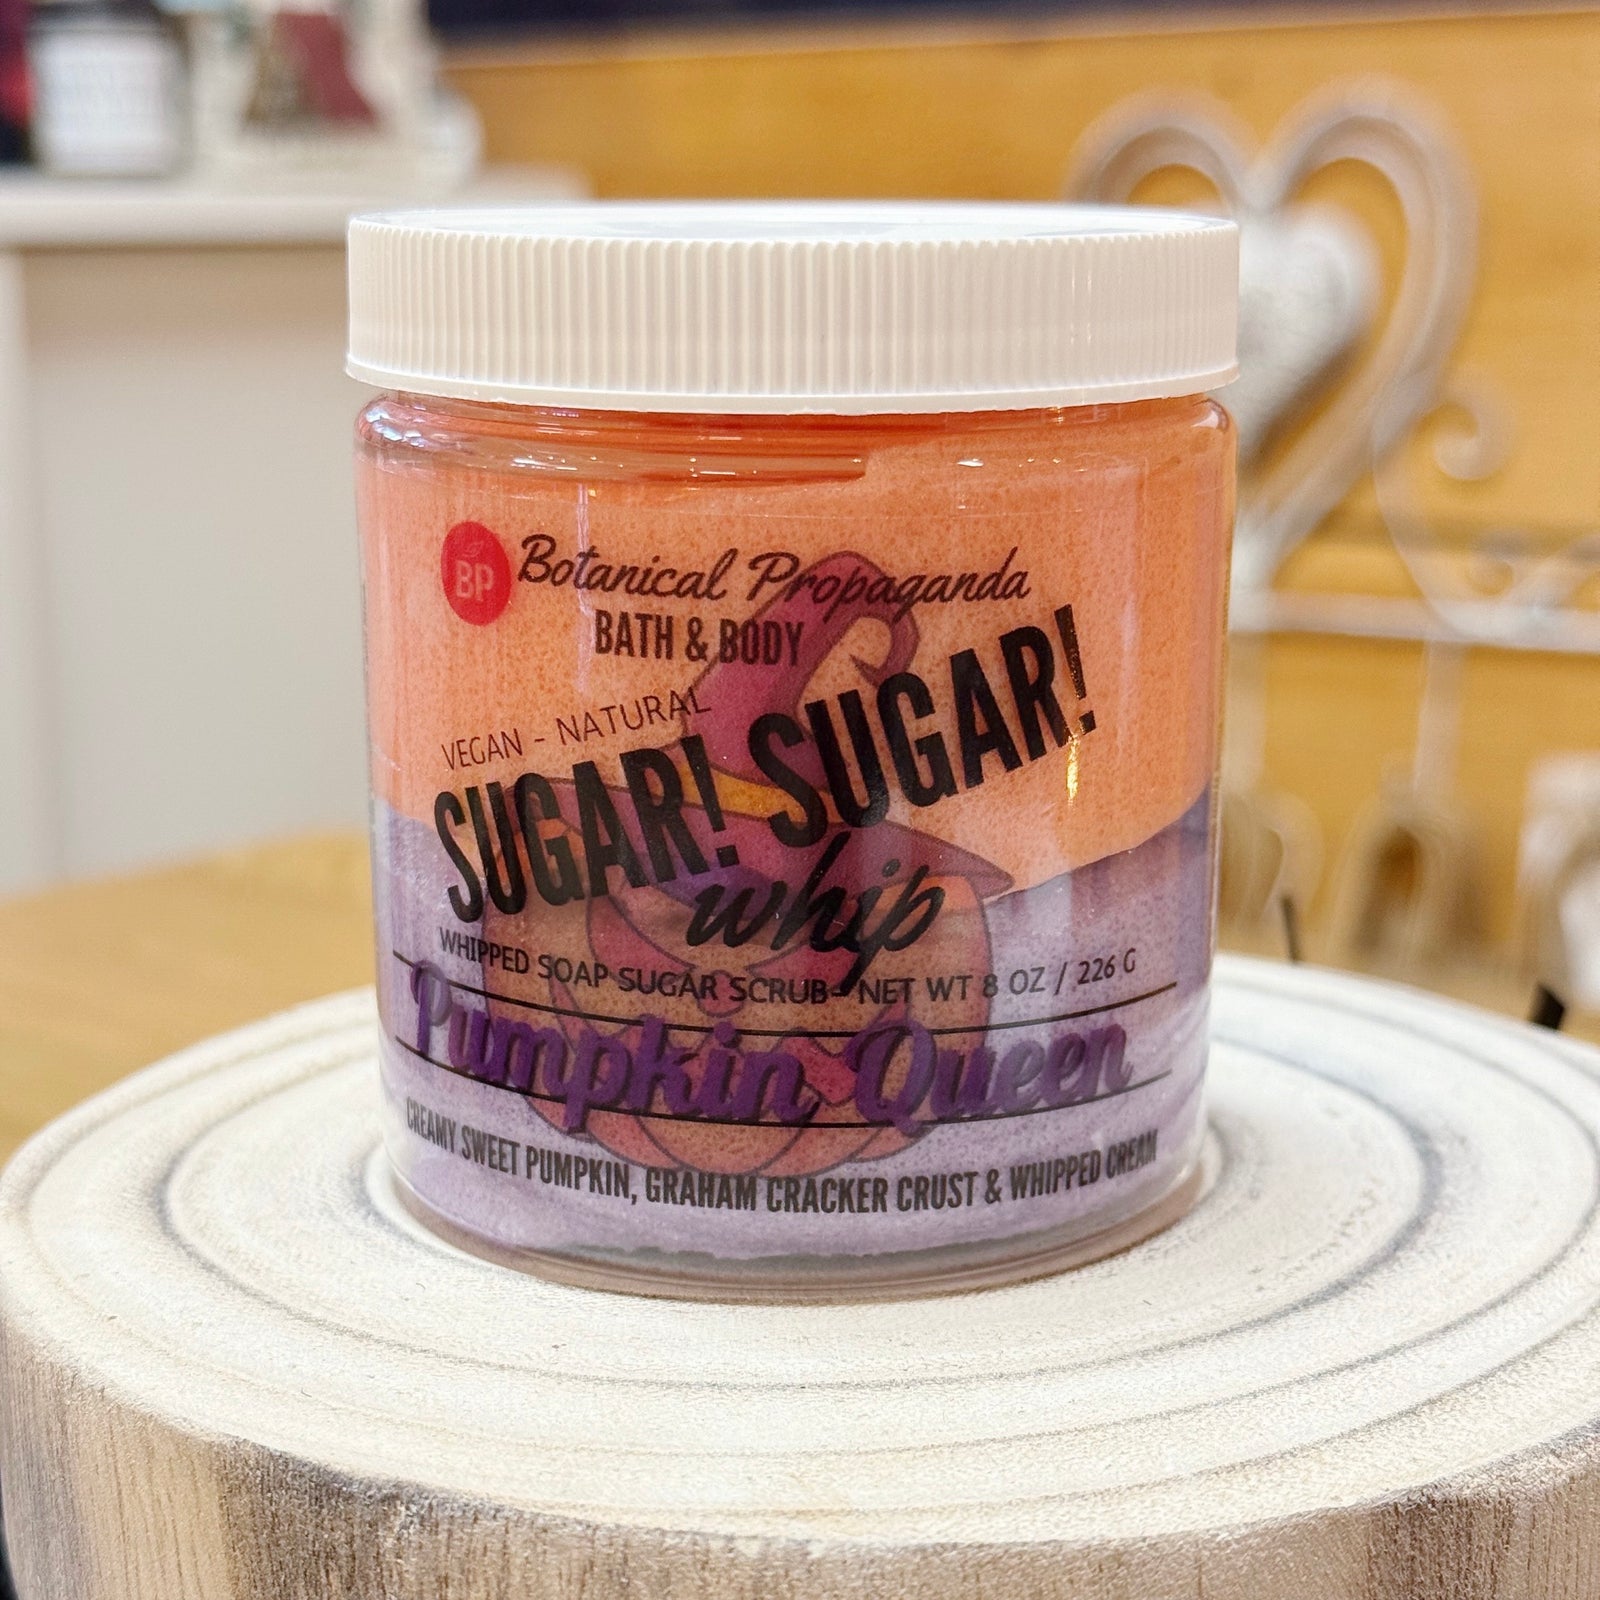 BP
Botanical Propaganda
BATH & BODY
VEGAN - NATURAL
SUGAR! SUGAR!
whip
WHIPPED SOAP SUGAR SCRUB- NET WT 8 OZ / 226 G
Pumpkin Queen
CREAMY SWEET PUMPKIN, GRAHAM CRACKER CRUST & WHIPPED CREAM